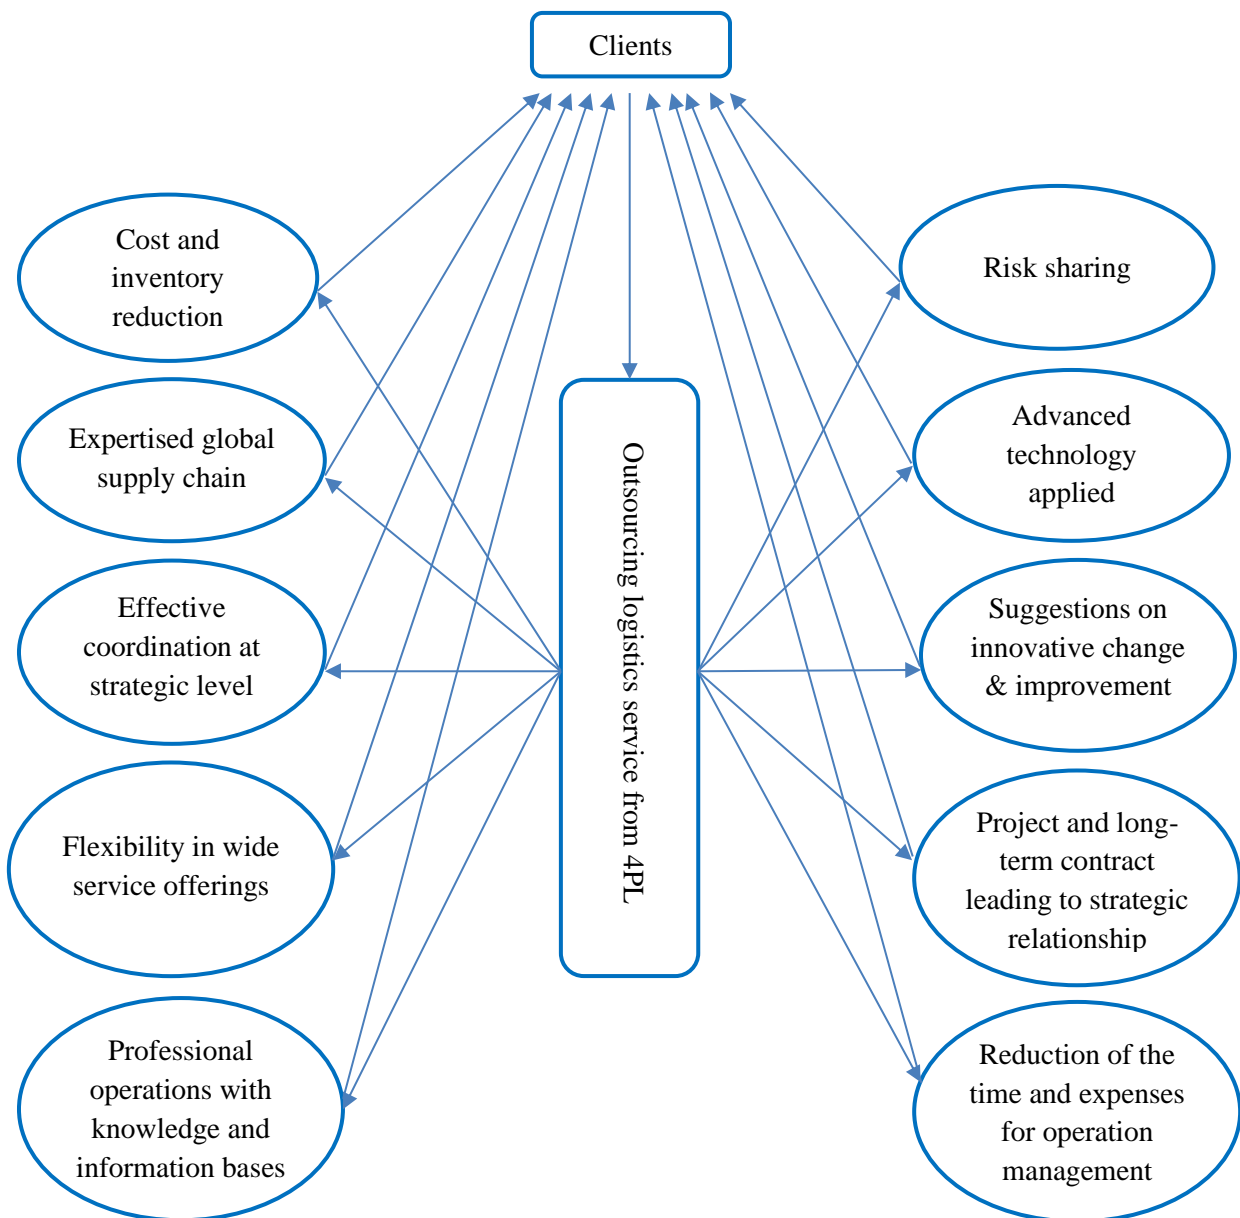 Clients
Cost and
inventory
reduction
Expertised global
supply chain
Effective
coordination at
strategic level
Flexibility in wide
service offerings
Professional
operations with
knowledge and
information bases
Outsourcing logistics service from 4PL
Risk sharing
Advanced
technology
applied
Suggestions on
innovative change
& improvement
Project and long-
term contract
leading to strategic
relationship
Reduction of the
time and expenses
for operation
management